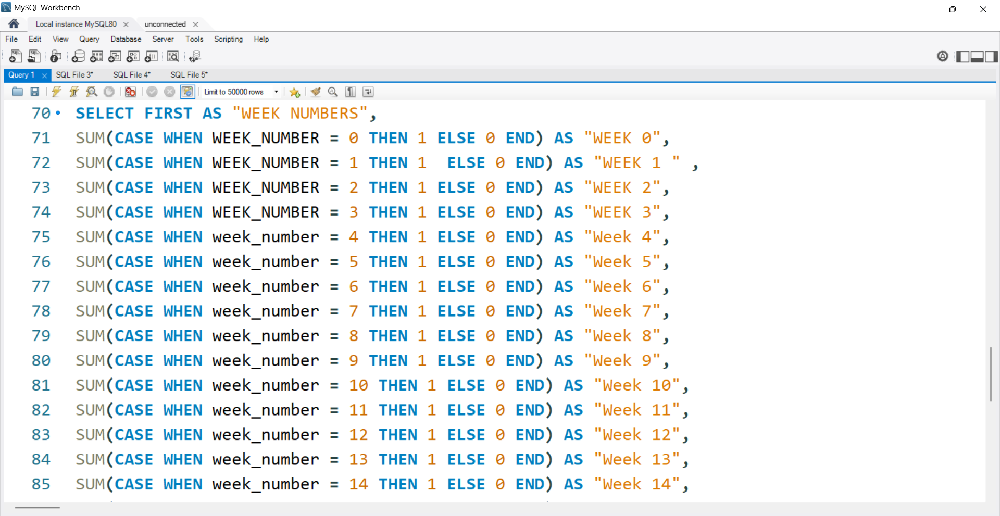 MySQL Workbench
Local instance MySQL80 unconnected
File Edit View Query Database Server Tools Scripting Help
Query 1 SQL File 3* SQL File 4* SQL File 5*
Limit to 50000 rows
70 SELECT FIRST AS "WEEK NUMBERS",
71 SUM(CASE WHEN WEEK_NUMBER = 0 THEN 1 ELSE 0 END) AS "WEEK 0",
72 SUM(CASE WHEN WEEK_NUMBER = 1 THEN 1  ELSE 0 END) AS "WEEK 1 " ,
73 SUM(CASE WHEN WEEK_NUMBER = 2 THEN 1 ELSE 0 END) AS "WEEK 2",
74 SUM(CASE WHEN WEEK_NUMBER = 3 THEN 1 ELSE 0 END) AS "WEEK 3",
75 SUM(CASE WHEN week_number = 4 THEN 1 ELSE 0 END) AS "Week 4",
76 SUM(CASE WHEN week_number = 5 THEN 1 ELSE 0 END) AS "Week 5",
77 SUM(CASE WHEN week_number = 6 THEN 1 ELSE 0 END) AS "Week 6",
78 SUM(CASE WHEN week_number = 7 THEN 1 ELSE 0 END) AS "Week 7",
79 SUM(CASE WHEN week_number = 8 THEN 1 ELSE 0 END) AS "Week 8",
80 SUM(CASE WHEN week_number = 9 THEN 1 ELSE 0 END) AS "Week 9",
81 SUM(CASE WHEN week_number = 10 THEN 1 ELSE 0 END) AS "Week 10",
82 SUM(CASE WHEN week_number = 11 THEN 1 ELSE 0 END) AS "Week 11",
83 SUM(CASE WHEN week_number = 12 THEN 1 ELSE 0 END) AS "Week 12",
84 SUM(CASE WHEN week_number = 13 THEN 1 ELSE 0 END) AS "Week 13",
85 SUM(CASE WHEN week_number = 14 THEN 1 ELSE 0 END) AS "Week 14",